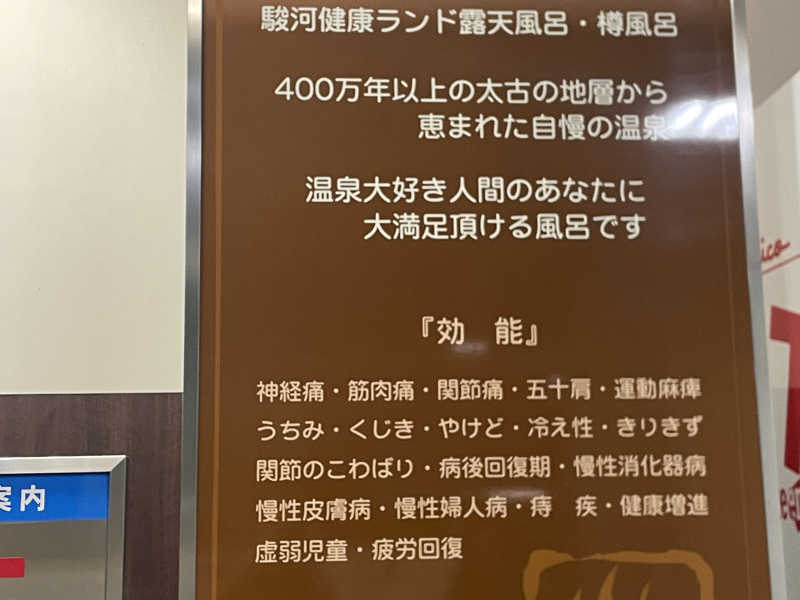 駿河健康ランド露天風呂・樽風呂
400万年以上の太古の地層から
恵まれた自慢の温泉
温泉大好き人間のあなたに
大満足頂ける風呂です
『効　能』
神経痛・筋肉痛・関節痛・五十肩・運動麻痺
うちみ・くじき・やけど・冷え性・きりきず
関節のこわばり・病後回復期・慢性消化器病
慢性皮膚病・慢性婦人病・痔　疾・健康増進
虚弱児童・疲労回復
案内